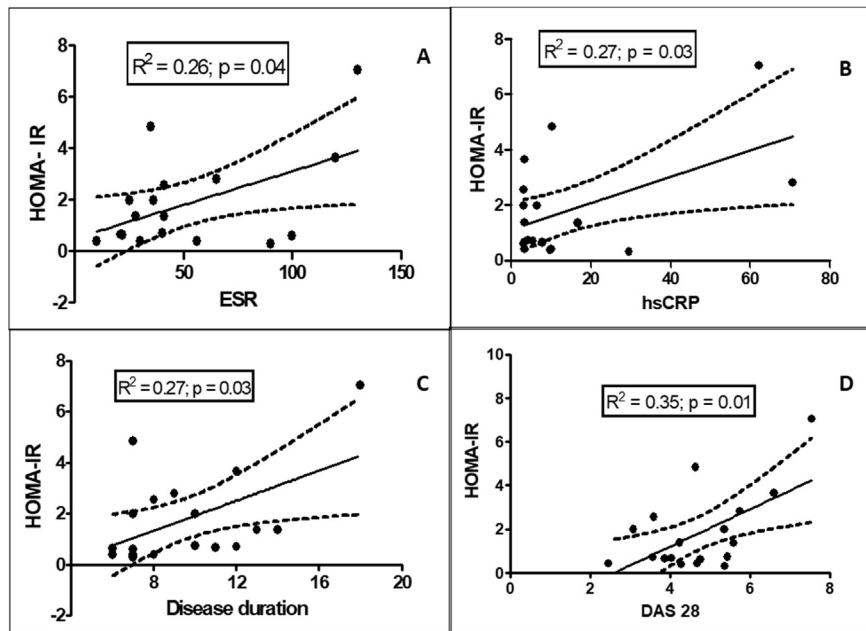 A
R² = 0.26; p = 0.04
HOMA- IR
8
6
4
2
0
-2
50
100
150
ESR
B
R² = 0.27; p = 0.03
HOMA-IR
8
6
4
2
0
0
20
40
60
80
hsCRP
C
R² = 0.27; p = 0.03
HOMA-IR
8
6
4
2
0
-2
8
12
16
20
Disease duration
D
R² = 0.35; p = 0.01
HOMA-IR
10
8
6
4
2
0
0
2
4
6
8
DAS 28